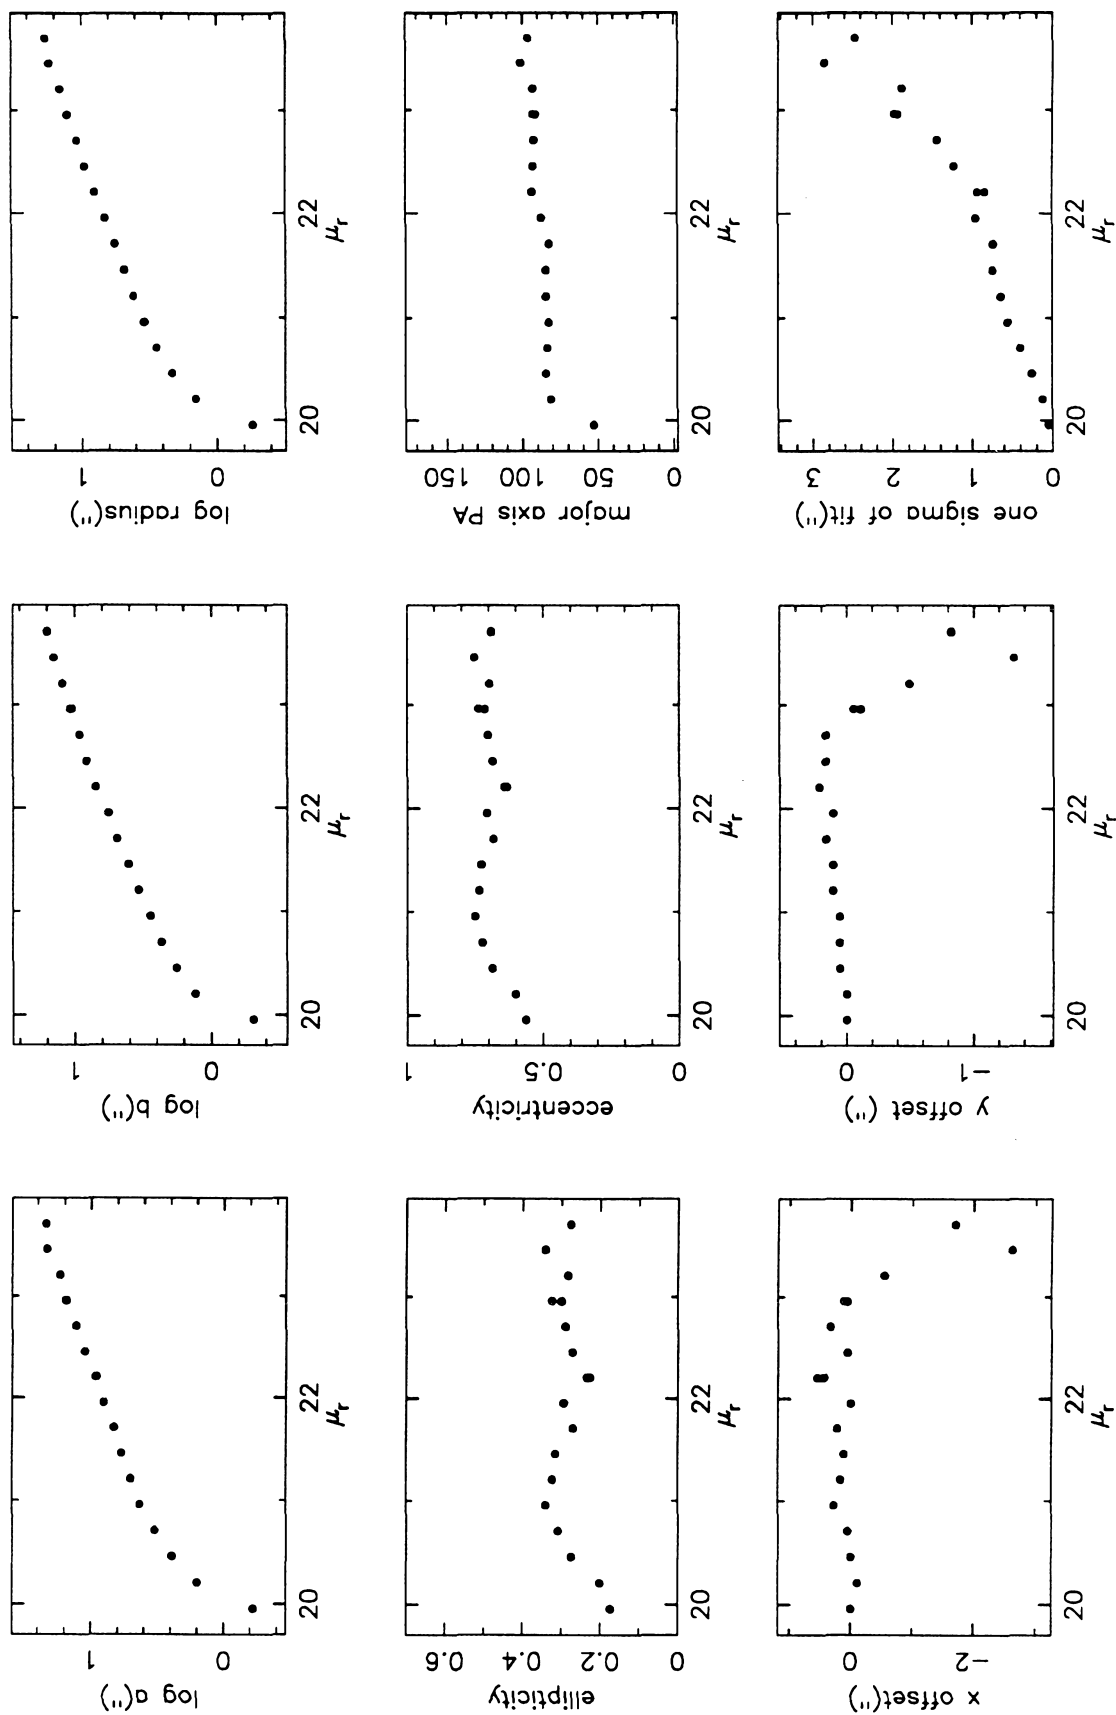 log a(")
1
0
20
22
μr
log b(")
1
0
20
22
μr
log radius(")
1
0
20
22
μr
ellipticity
0.6
0.4
0.2
0
20
22
μr
eccentricity
1
0.5
0
20
22
μr
major axis PA
150
100
50
0
20
22
μr
x offset(")
0
−2
20
22
μr
y offset (")
0
−1
20
22
μr
one sigma of fit(")
3
2
1
0
20
22
μr